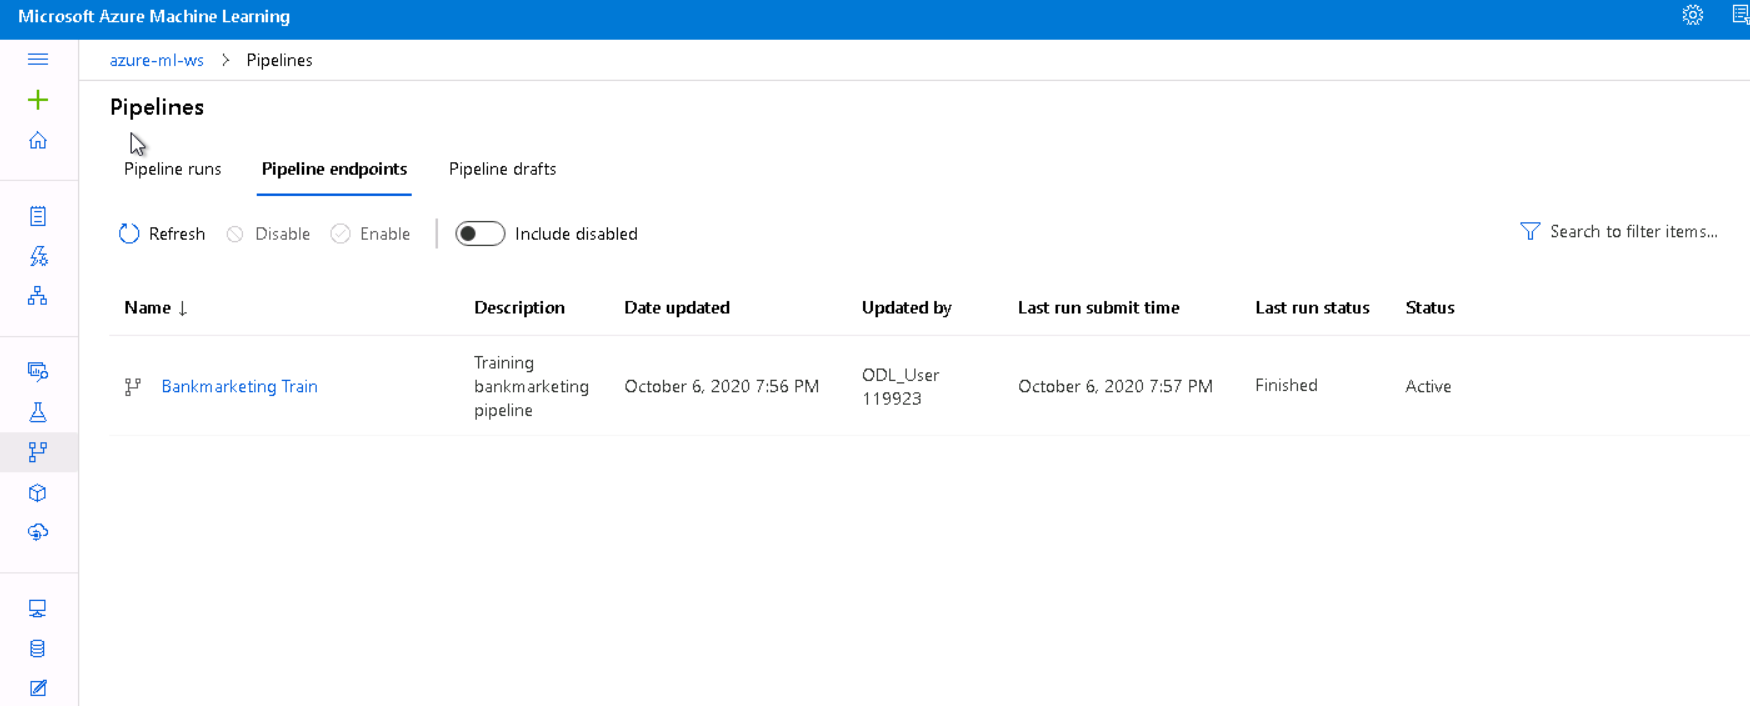 Microsoft Azure Machine Learning
azure-ml-ws > Pipelines
Pipelines
Pipeline runs Pipeline endpoints Pipeline drafts
Refresh Disable Enable Include disabled Search to filter items...
Name ↓ Description Date updated Updated by Last run submit time Last run status Status
Bankmarketing Train Training bankmarketing pipeline October 6, 2020 7:56 PM ODL_User 119923 October 6, 2020 7:57 PM Finished Active